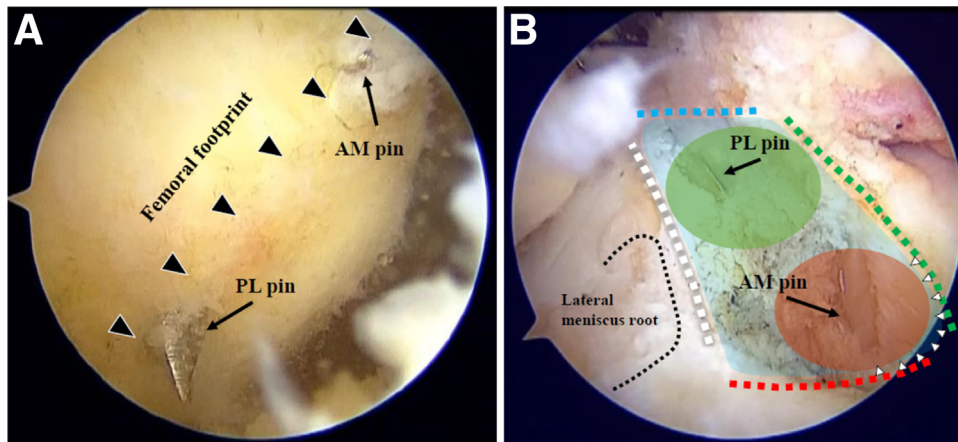 A
Femoral footprint
AM pin
PL pin
B
PL pin
AM pin
Lateral
meniscus root